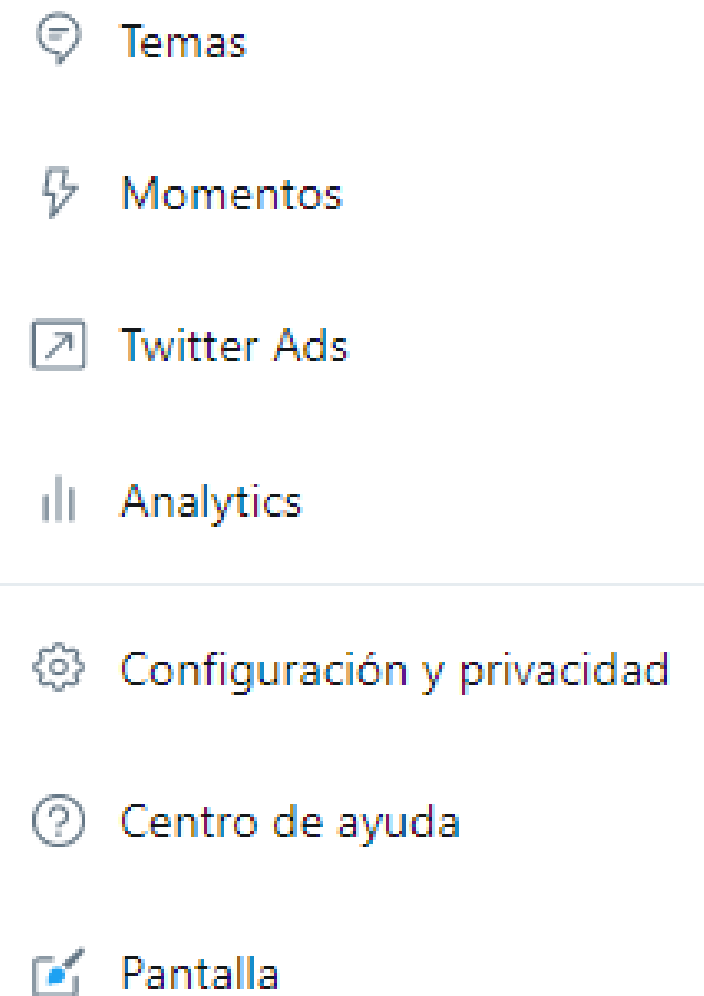 Temas
Momentos
Twitter Ads
Analytics
Configuración y privacidad
Centro de ayuda
Pantalla